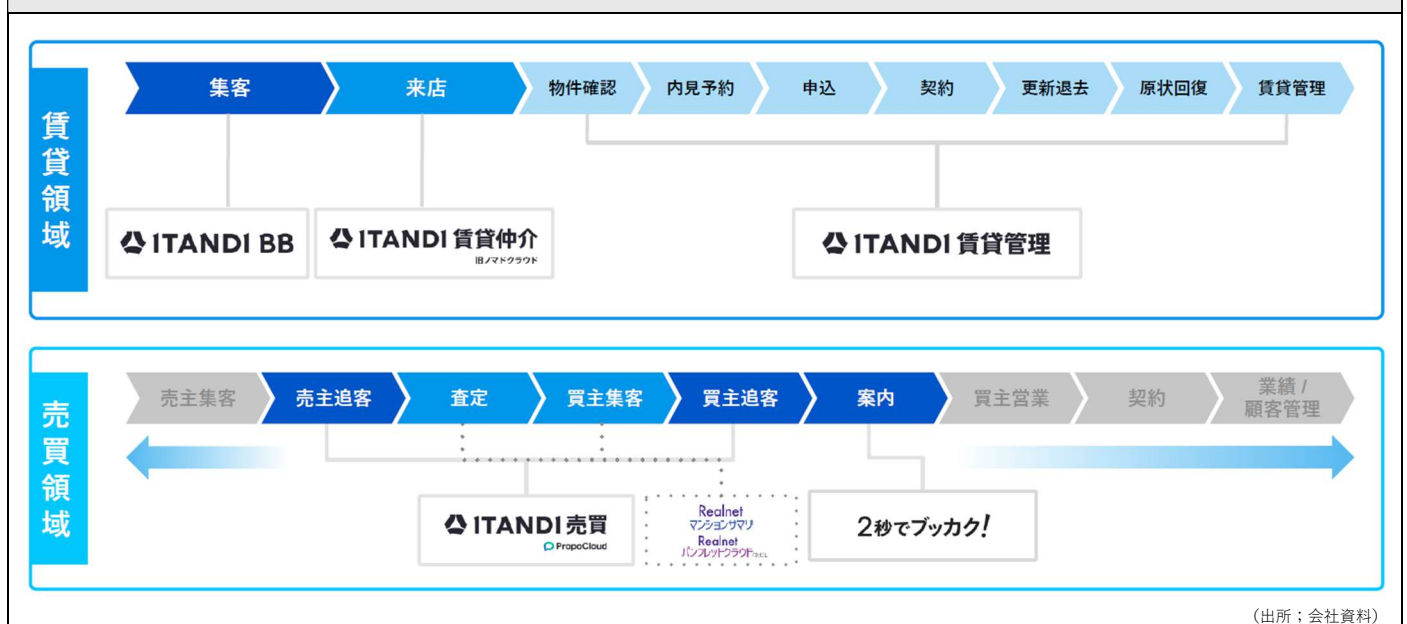 賃貸領域
集客
来店
物件確認
内見予約
申込
契約
更新退去
原状回復
賃貸管理
ITANDI BB
ITANDI 賃貸仲介
旧ノマドクラウド
ITANDI 賃貸管理
売買領域
売主集客
売主追客
査定
買主集客
買主追客
案内
買主営業
契約
業績 /
顧客管理
ITANDI 売買
PropoCloud
Realnet
マンションサマリ
Realnet
パンフレットクラウド
2秒でブッカク!
（出所；会社資料）